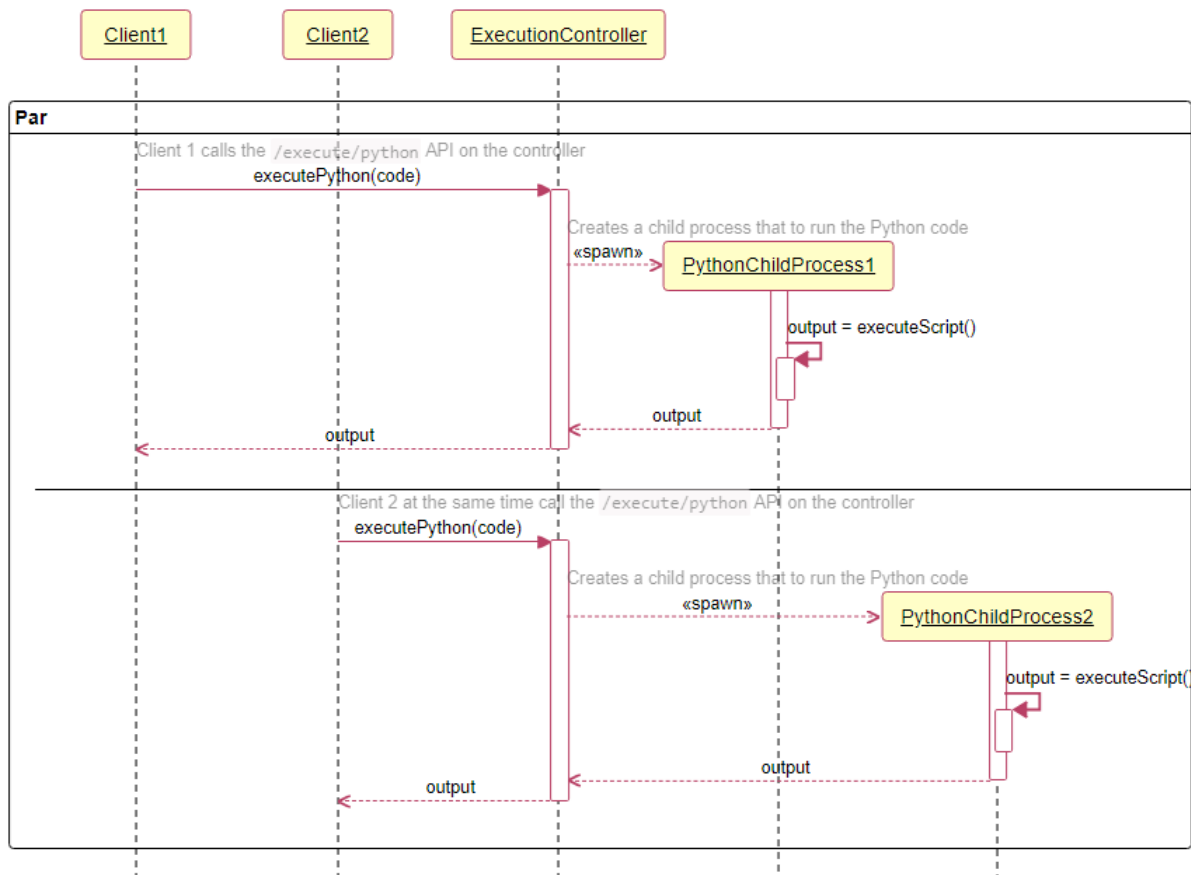 Client1 Client2 ExecutionController
Par
Client 1 calls the /execute/python API on the controller
executePython(code)
Creates a child process that to run the Python code
«spawn»
PythonChildProcess1
output = executeScript()
output
output
Client 2 at the same time call the /execute/python API on the controller
executePython(code)
Creates a child process that to run the Python code
«spawn»
PythonChildProcess2
output = executeScript()
output
output